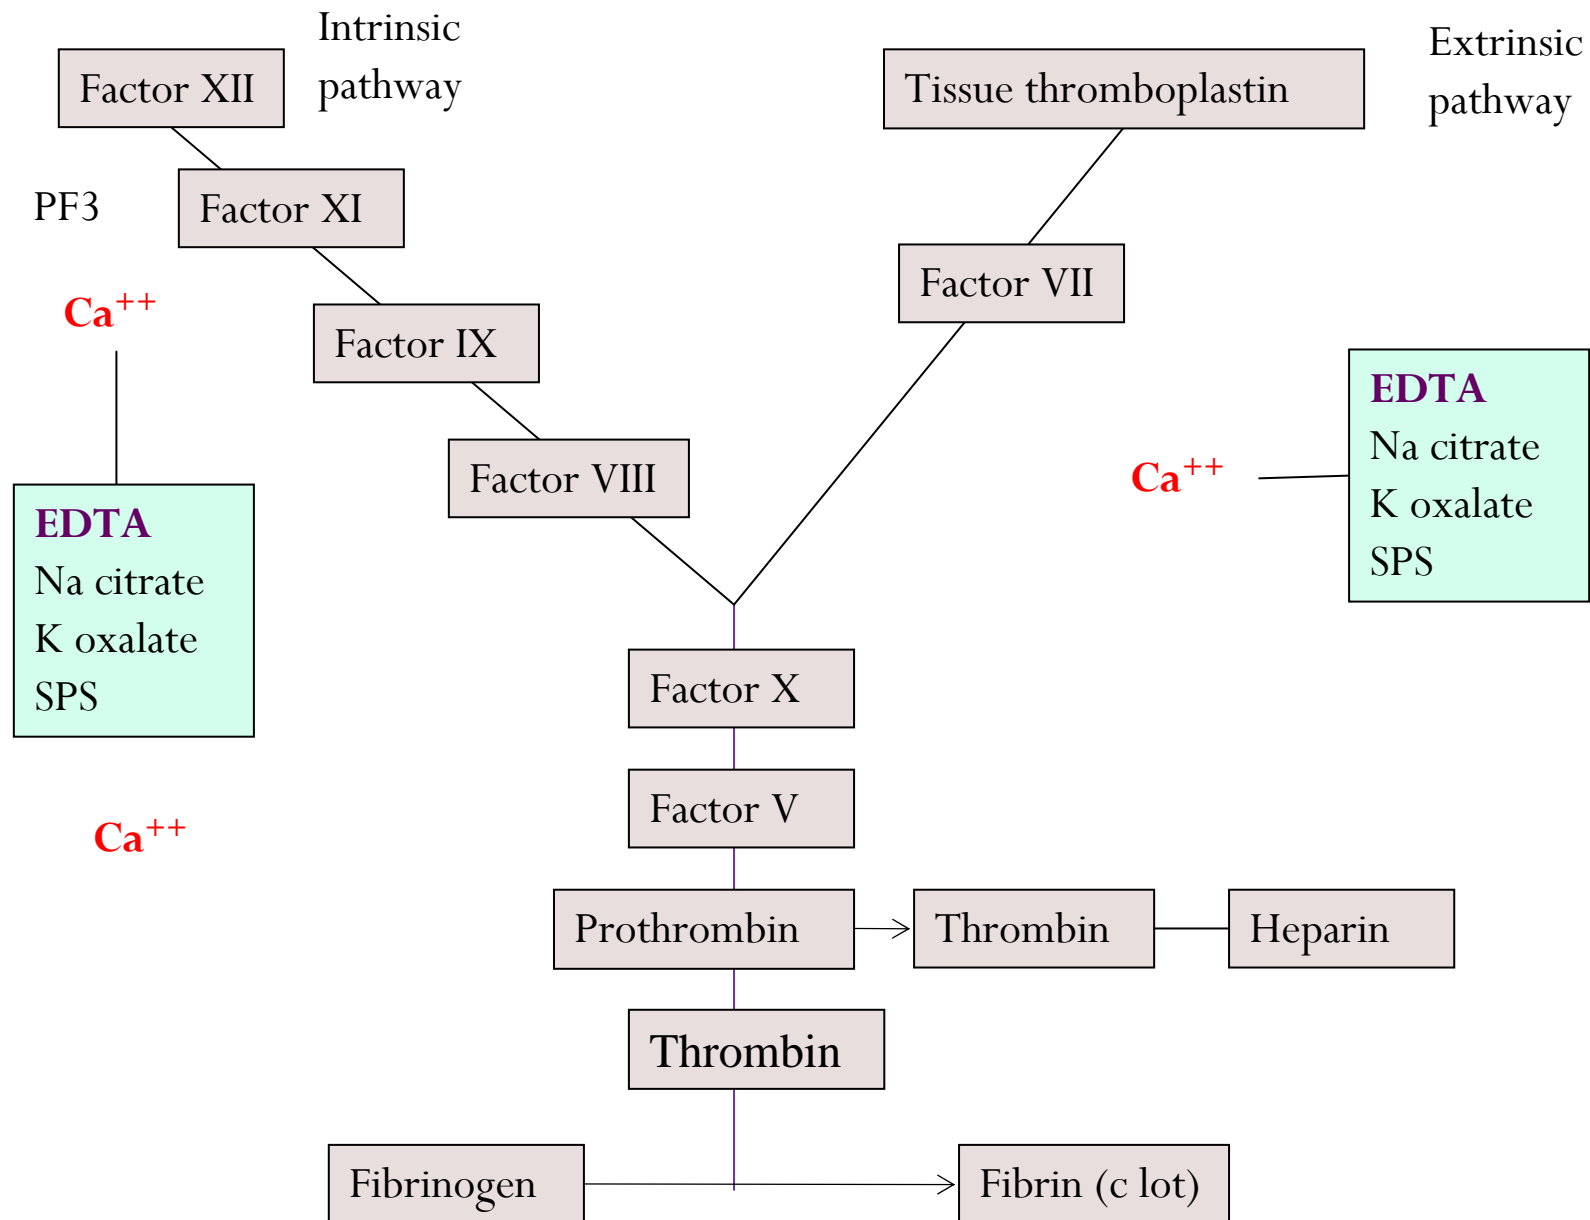 Intrinsic
pathway
Extrinsic
pathway
Factor XII
Tissue thromboplastin
PF3
Factor XI
Factor VII
Ca++
Factor IX
EDTA
Na citrate
K oxalate
SPS
Ca++
Factor VIII
EDTA
Na citrate
K oxalate
SPS
Factor X
Factor V
Ca++
Prothrombin
Thrombin
Heparin
Thrombin
Fibrinogen
Fibrin (c lot)